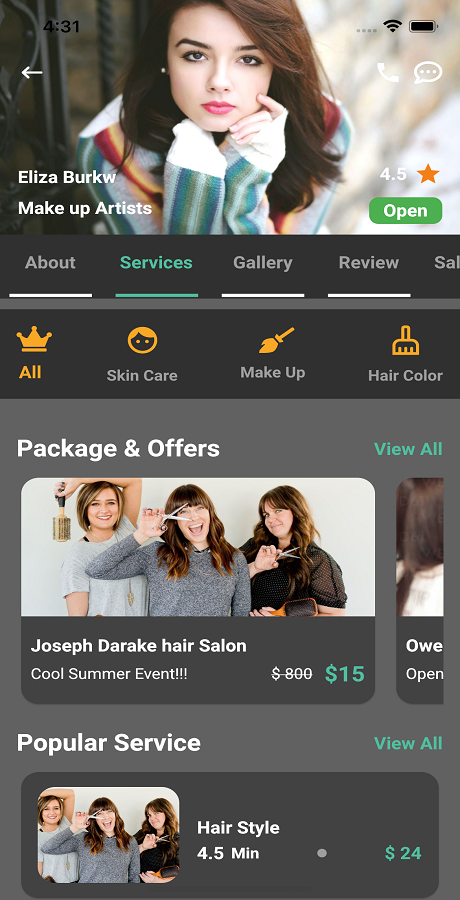 4:31
Eliza Burkw
4.5
Make up Artists
Open
About Services Gallery Review Sal
All Skin Care Make Up Hair Color
Package & Offers View All
Joseph Darake hair Salon
Cool Summer Event!!! $ 800 $15
Owe
Open
Popular Service View All
Hair Style
4.5 Min $ 24